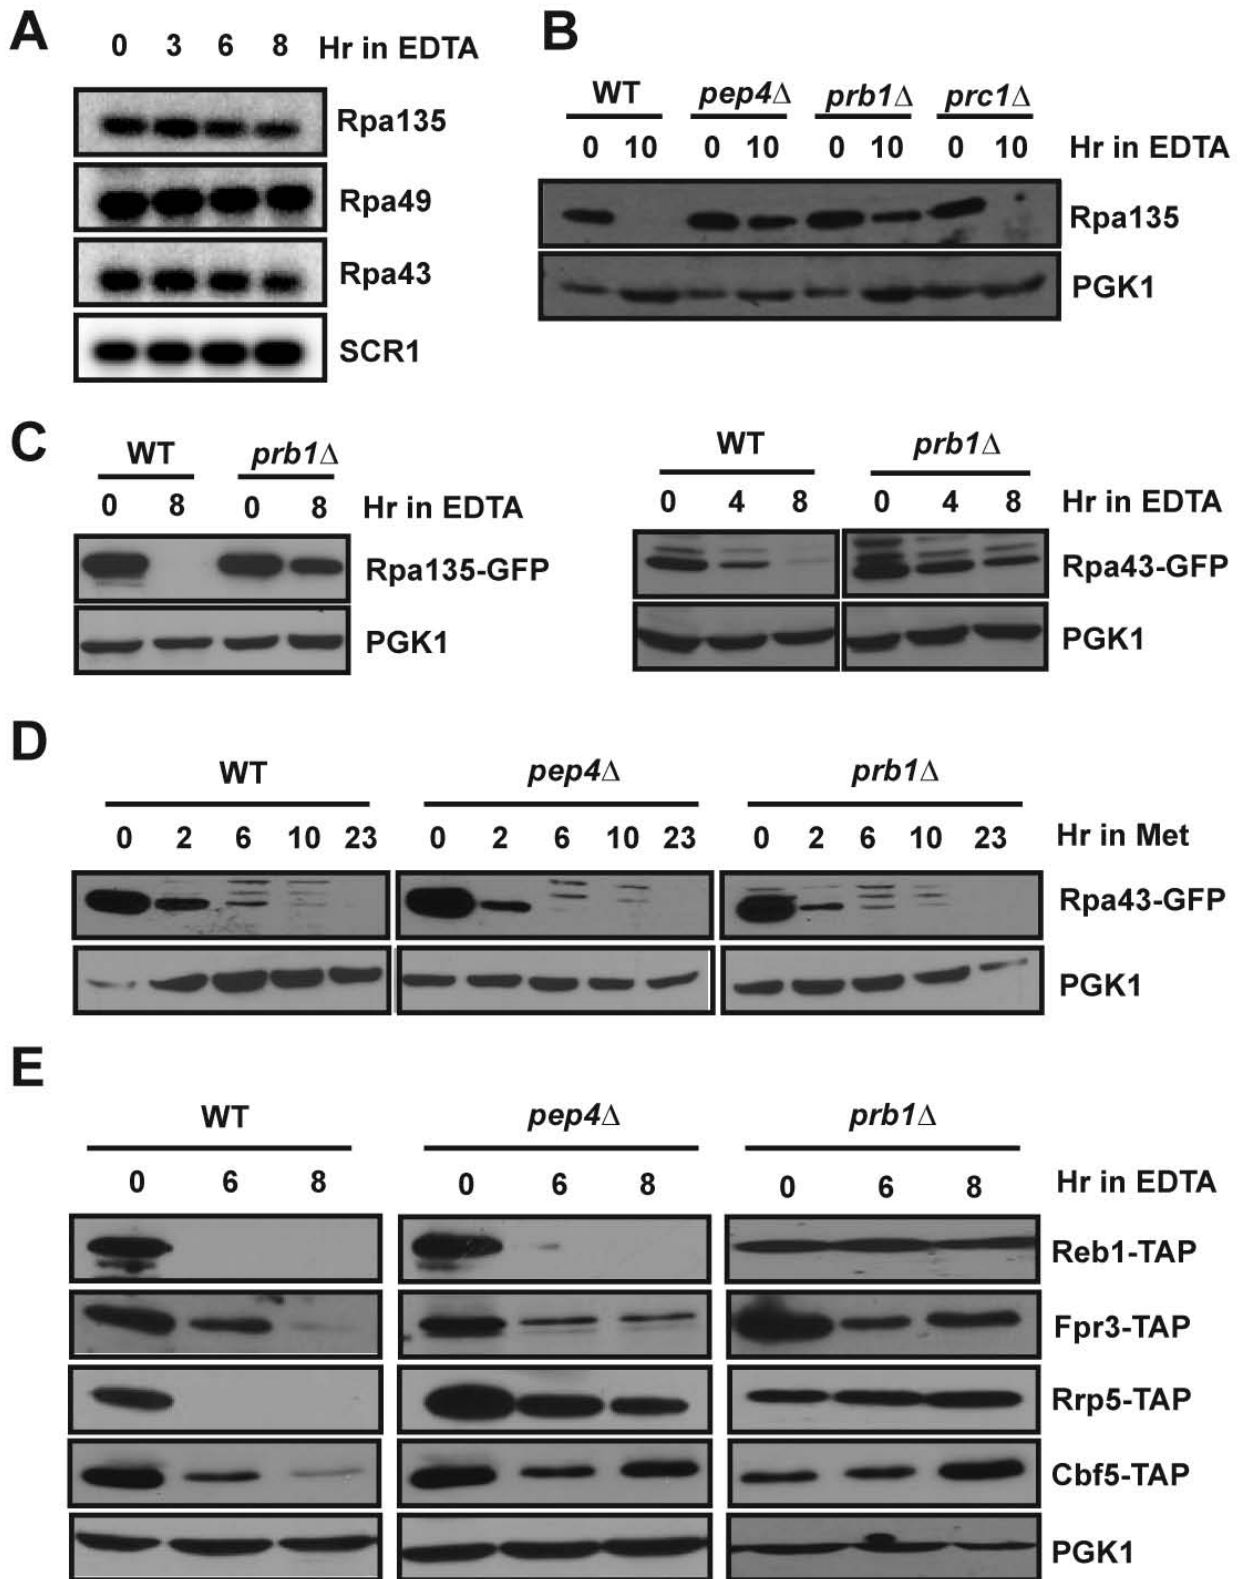 A
0 3 6 8 Hr in EDTA
Rpa135
Rpa49
Rpa43
SCR1
B
WT pep4Δ prb1Δ prc1Δ
0 10 0 10 0 10 0 10 Hr in EDTA
Rpa135
PGK1
C
WT prb1Δ
0 8 0 8 Hr in EDTA
Rpa135-GFP
PGK1
WT prb1Δ
0 4 8 0 4 8 Hr in EDTA
Rpa43-GFP
PGK1
D
WT pep4Δ prb1Δ
0 2 6 10 23 0 2 6 10 23 0 2 6 10 23 Hr in Met
Rpa43-GFP
PGK1
E
WT pep4Δ prb1Δ
0 6 8 0 6 8 0 6 8 Hr in EDTA
Reb1-TAP
Fpr3-TAP
Rrp5-TAP
Cbf5-TAP
PGK1